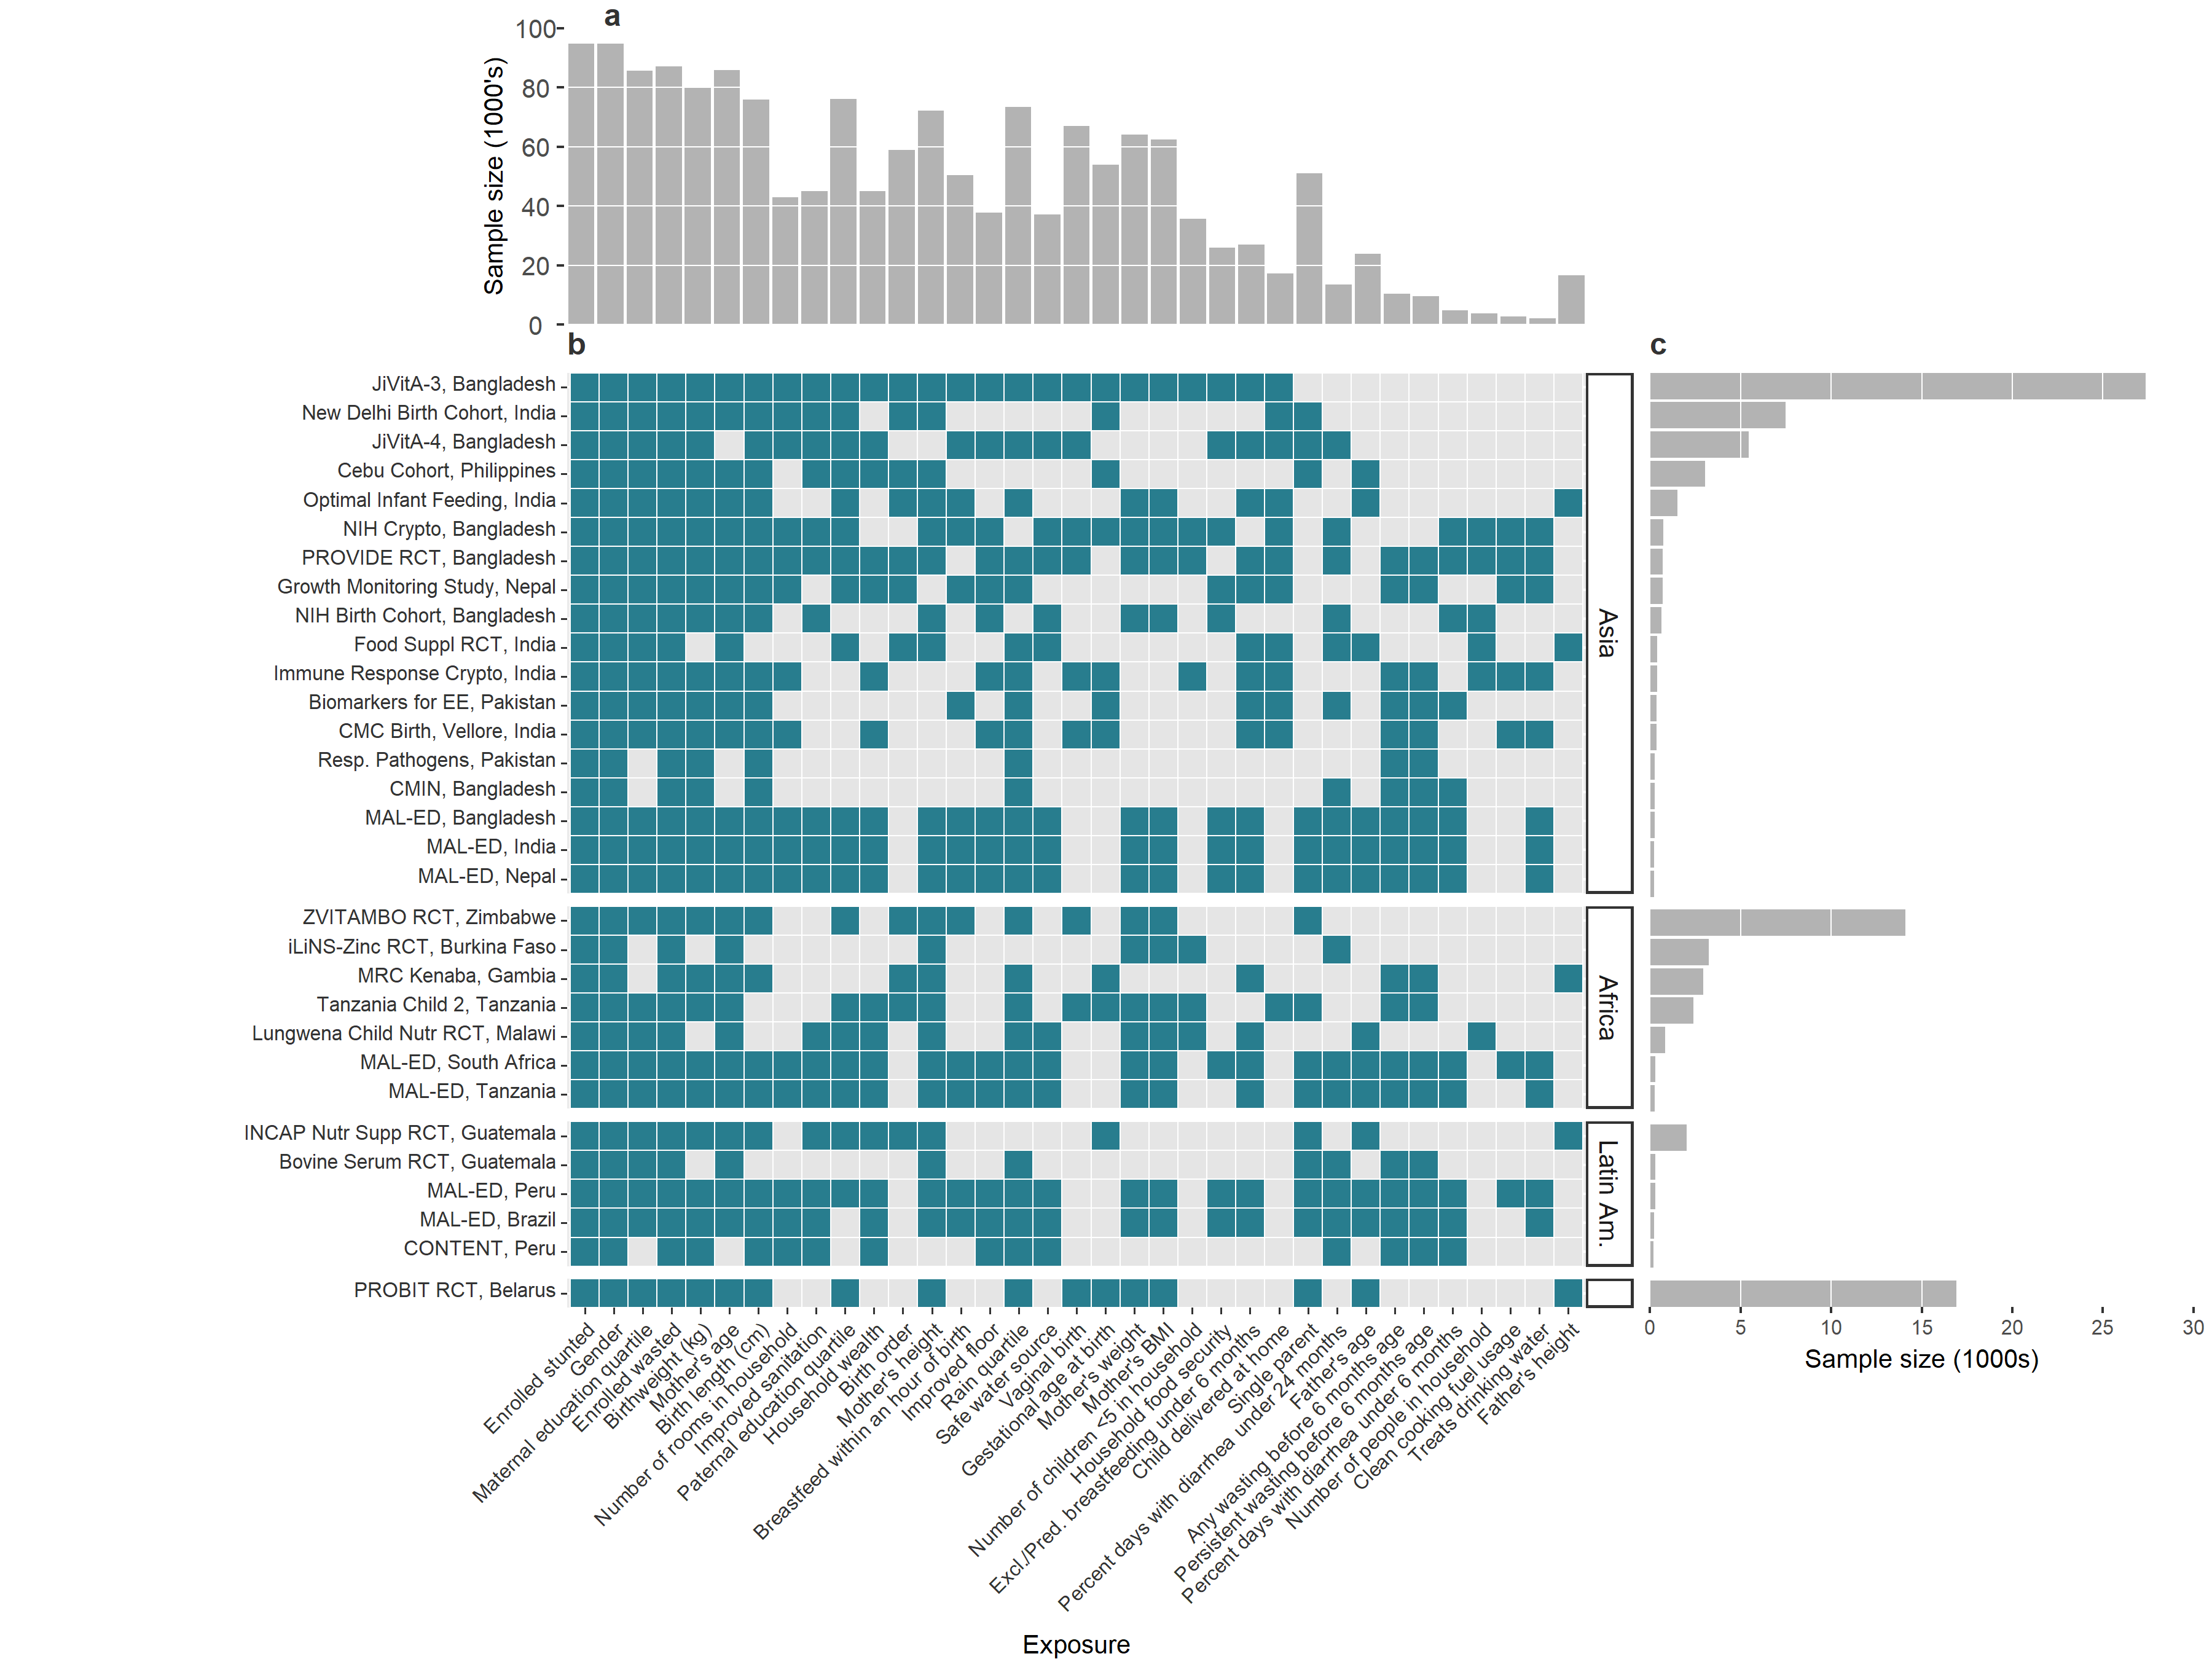 a
100
80
60
40
20
0
Sample size (1000's)
b
c
JiVitA-3, Bangladesh
New Delhi Birth Cohort, India
JiVitA-4, Bangladesh
Cebu Cohort, Philippines
Optimal Infant Feeding, India
NIH Crypto, Bangladesh
PROVIDE RCT, Bangladesh
Growth Monitoring Study, Nepal
NIH Birth Cohort, Bangladesh
Food Suppl RCT, India
Immune Response Crypto, India
Biomarkers for EE, Pakistan
CMC Birth, Vellore, India
Resp. Pathogens, Pakistan
CMIN, Bangladesh
MAL-ED, Bangladesh
MAL-ED, India
MAL-ED, Nepal
Asia
ZVITAMBO RCT, Zimbabwe
iLiNS-Zinc RCT, Burkina Faso
MRC Kenaba, Gambia
Tanzania Child 2, Tanzania
Lungwena Child Nutr RCT, Malawi
MAL-ED, South Africa
MAL-ED, Tanzania
Africa
INCAP Nutr Supp RCT, Guatemala
Bovine Serum RCT, Guatemala
MAL-ED, Peru
MAL-ED, Brazil
CONTENT, Peru
Latin Am.
PROBIT RCT, Belarus
Enrolled stunted
Gender
Maternal education quartile
Enrolled wasted
Birthweight (kg)
Mother's age
Birth length (cm)
Number of rooms in household
Improved sanitation
Paternal education quartile
Household wealth
Birth order
Mother's height
Breastfeed within an hour of birth
Improved floor
Rain quartile
Safe water source
Vaginal birth
Gestational age at birth
Mother's weight
Mother's BMI
Number of children <5 in household
Household food security
Excl./Pred. breastfeeding under 6 months
Child delivered at home
Single parent
Percent days with diarrhea under 24 months
Father's age
Any wasting before 6 months age
Persistent wasting before 6 months age
Percent days with diarrhea under 6 months
Number of people in household
Clean cooking fuel usage
Treats drinking water
Father's height
Exposure
0 5 10 15 20 25 30
Sample size (1000s)